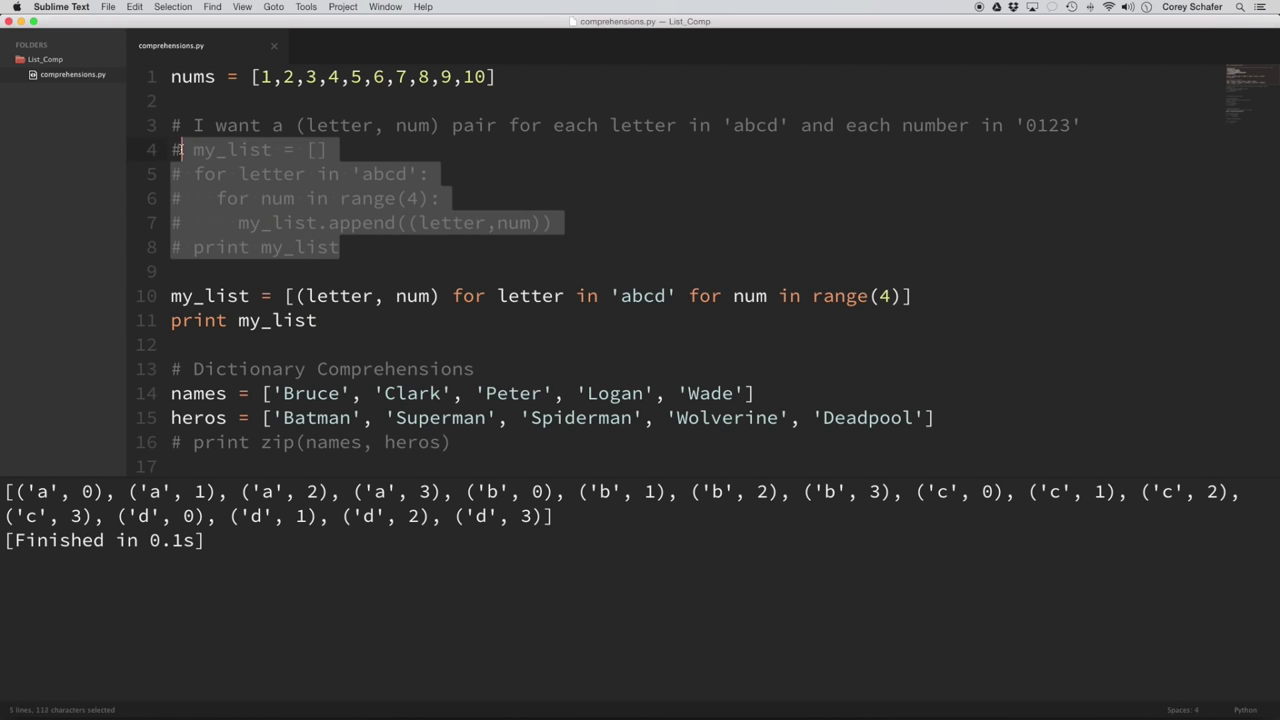 Sublime Text File Edit Selection Find View Goto Tools Project Window Help Corey Schafer
comprehensions.py — List_Comp
FOLDERS
List_Comp
comprehensions.py
comprehensions.py
1 nums = [1,2,3,4,5,6,7,8,9,10]
2
3 # I want a (letter, num) pair for each letter in 'abcd' and each number in '0123'
4 # my_list = []
5 # for letter in 'abcd':
6 #   for num in range(4):
7 #     my_list.append((letter,num))
8 # print my_list
9
10 my_list = [(letter, num) for letter in 'abcd' for num in range(4)]
11 print my_list
12
13 # Dictionary Comprehensions
14 names = ['Bruce', 'Clark', 'Peter', 'Logan', 'Wade']
15 heros = ['Batman', 'Superman', 'Spiderman', 'Wolverine', 'Deadpool']
16 # print zip(names, heros)
17
[('a', 0), ('a', 1), ('a', 2), ('a', 3), ('b', 0), ('b', 1), ('b', 2), ('b', 3), ('c', 0), ('c', 1), ('c', 2),
('c', 3), ('d', 0), ('d', 1), ('d', 2), ('d', 3)]
[Finished in 0.1s]
5 lines, 112 characters selected Spaces: 4 Python